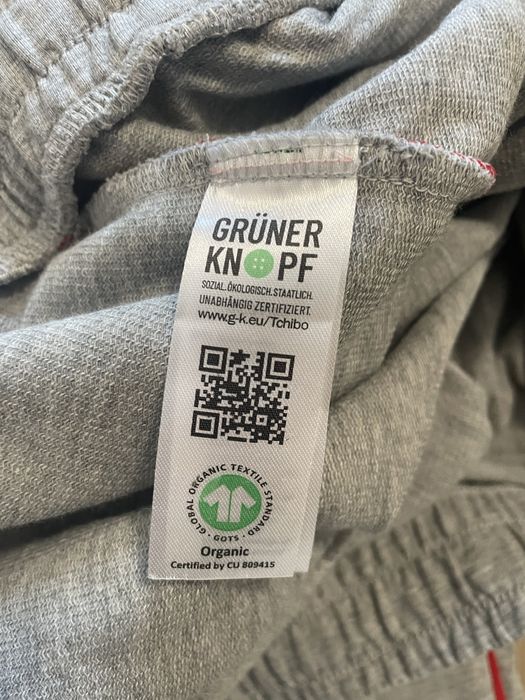 GRÜNER
KNOPF
SOZIAL. ÖKOLOGISCH. STAATLICH.
UNABHÄNGIG ZERTIFIZIERT.
www.g-k.eu/Tchibo
GLOBAL ORGANIC TEXTILE STANDARD
· GOTS ·
Organic
Certified by CU 809415